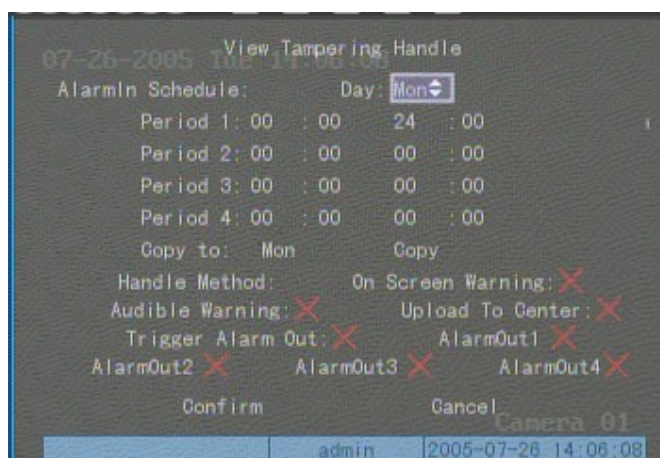 View Tampering Handle
07-26-2005 Tue 14:06:08
AlarmIn Schedule: Day: Mon
Period 1: 00 : 00 24 : 00
Period 2: 00 : 00 00 : 00
Period 3: 00 : 00 00 : 00
Period 4: 00 : 00 00 : 00
Copy to: Mon Copy
Handle Method: On Screen Warning:
Audible Warning: Upload To Center:
Trigger Alarm Out: AlarmOut1
AlarmOut2 AlarmOut3 AlarmOut4
Confirm Cancel
Camera 01
admin 2005-07-26 14:06:08